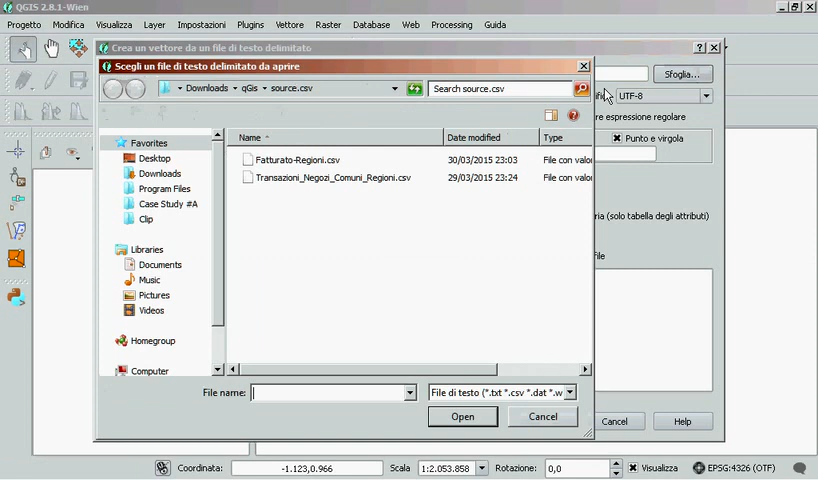 QGIS 2.8.1-Wien
Progetto Modifica Visualizza Layer Impostazioni Plugins Vettore Raster Database Web Processing Guida
Crea un vettore da un file di testo delimitato
Scegli un file di testo delimitato da aprire
Sfoglia...
Downloads qGis source.csv
Search source.csv
UTF-8
re espressione regolare
Name Date modified Type
Punto e virgola
Favorites
Desktop
Downloads
Program Files
Case Study #A
Clip
Fatturato-Regioni.csv 30/03/2015 23:03 File con valo
Transazioni_Negozi_Comuni_Regioni.csv 29/03/2015 23:24 File con valo
ria (solo tabella degli attributi)
Libraries
Documents
Music
Pictures
Videos
file
Homegroup
Computer
File name: File di testo (*.txt *.csv *.dat *.w
Open Cancel
Cancel Help
Coordinata: -1.123,0.966 Scala 1:2.053.858 Rotazione: 0,0 Visualizza EPSG:4326 (OTF)